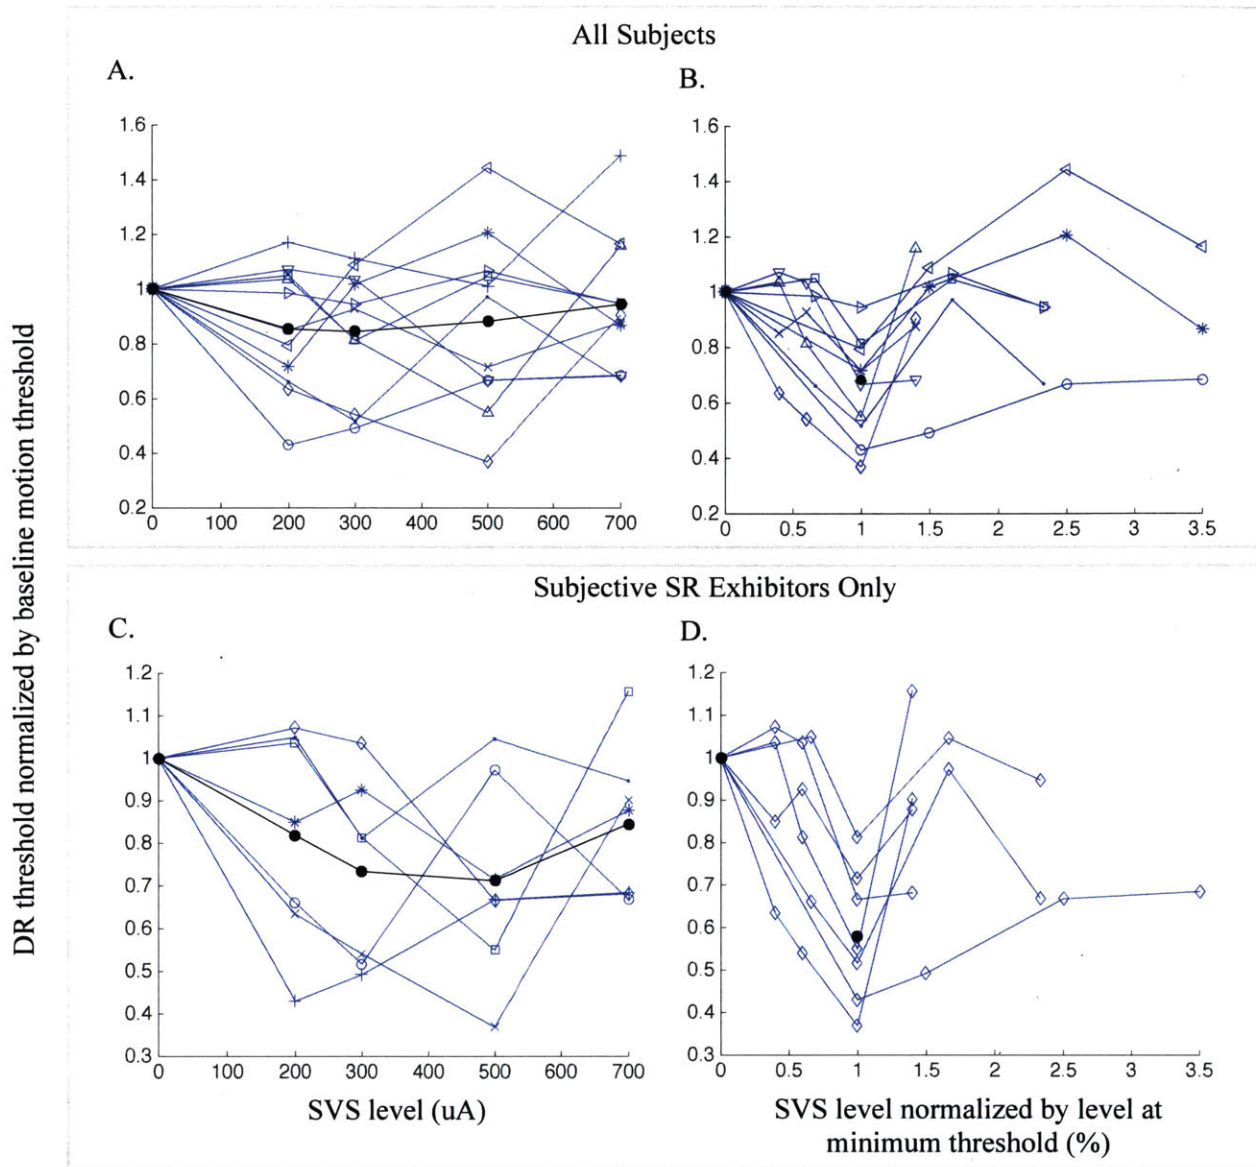 All Subjects
A.
B.
1.6
1.4
1.2
1
0.8
0.6
0.4
0.2
0 100 200 300 400 500 600 700
1.6
1.4
1.2
1
0.8
0.6
0.4
0.2
0 0.5 1 1.5 2 2.5 3 3.5
DR threshold normalized by baseline motion threshold
Subjective SR Exhibitors Only
C.
D.
1.2
1.1
1
0.9
0.8
0.7
0.6
0.5
0.4
0.3
0 100 200 300 400 500 600 700
SVS level (uA)
1.2
1.1
1
0.9
0.8
0.7
0.6
0.5
0.4
0.3
0 0.5 1 1.5 2 2.5 3 3.5
SVS level normalized by level at
minimum threshold (%)